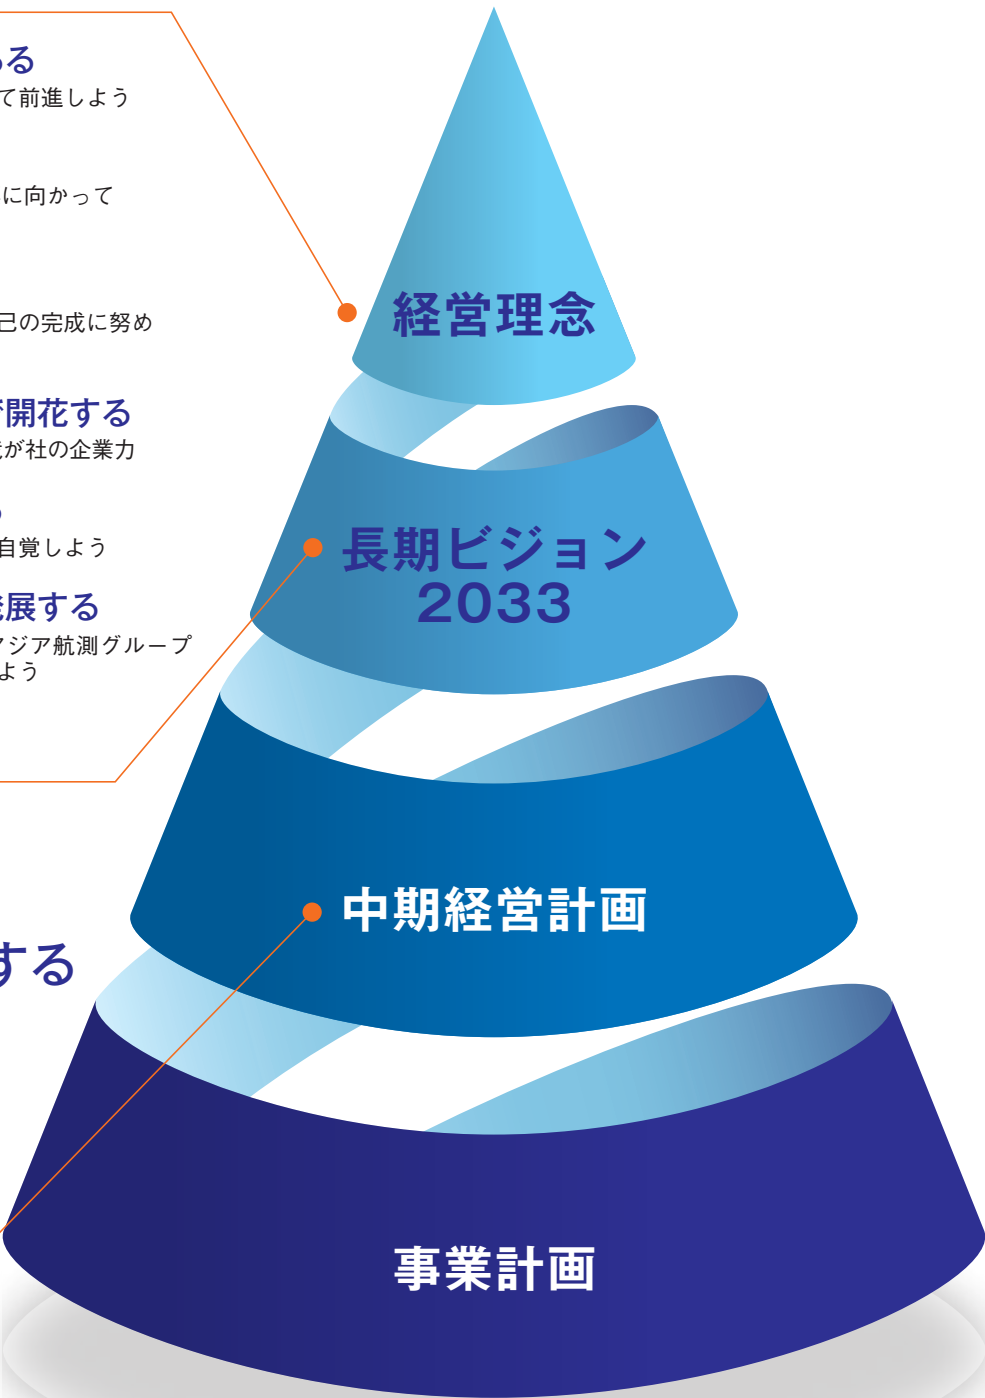 ある
て前進しよう
に向かって
己の完成に努め
開花する
が社の企業力
自覚しよう
発展する
アジア航測グループ
よう
する
経営理念
長期ビジョン
2033
中期経営計画
事業計画